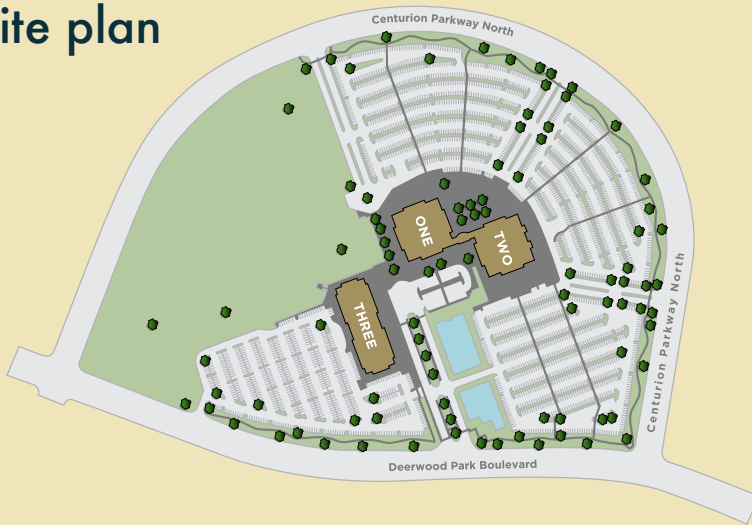 ite plan
Centurion Parkway North
ONE
TWO
THREE
Centurion Parkway North
Deerwood Park Boulevard